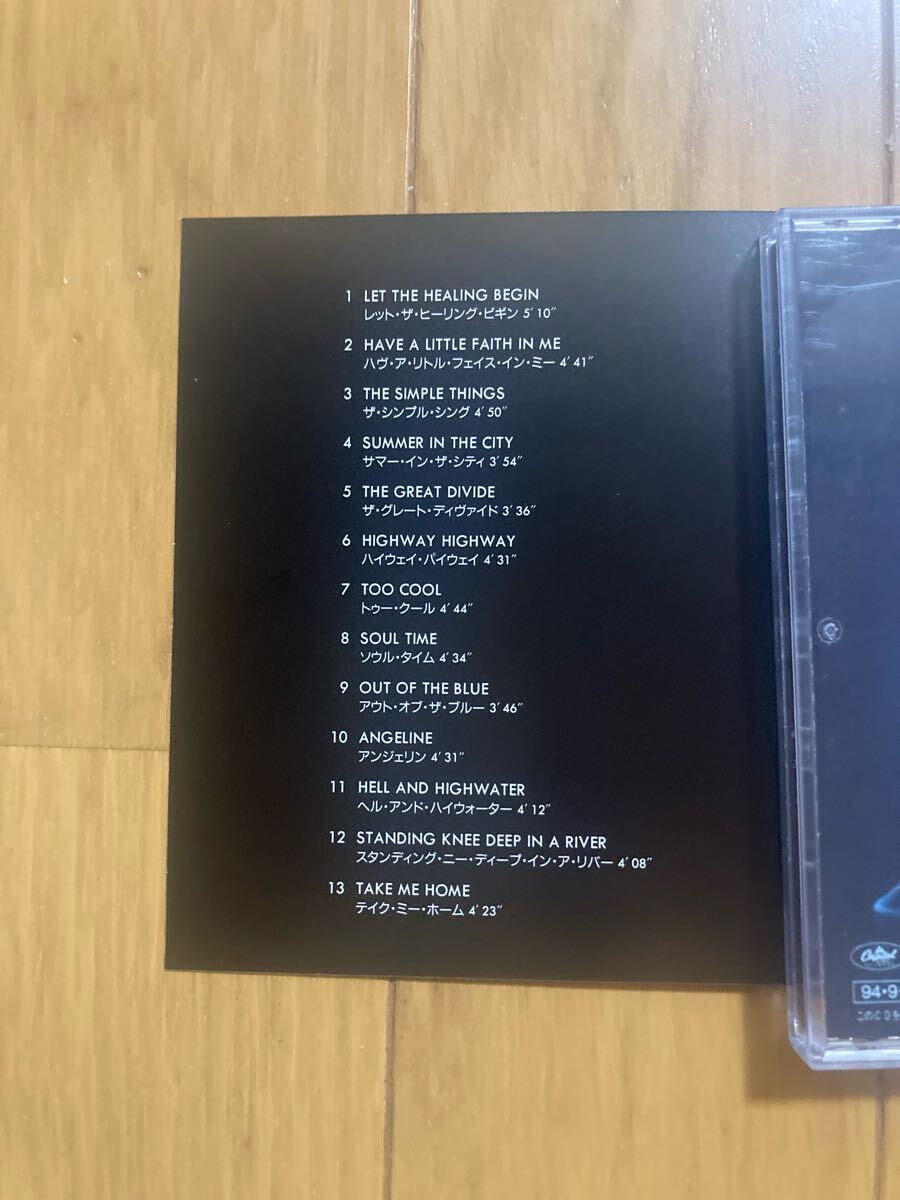 1 LET THE HEALING BEGIN
レット・ザ・ヒーリング・ビギン 5'10"
2 HAVE A LITTLE FAITH IN ME
ハヴ・ア・リトル・フェイス・イン・ミー 4'41"
3 THE SIMPLE THINGS
ザ・シンプル・シング 4'50"
4 SUMMER IN THE CITY
サマー・イン・ザ・シティ 3'54"
5 THE GREAT DIVIDE
ザ・グレート・ディヴァイド 3'36"
6 HIGHWAY HIGHWAY
ハイウェイ・ハイウェイ 4'31"
7 TOO COOL
トゥー・クール 4'44"
8 SOUL TIME
ソウル・タイム 4'34"
9 OUT OF THE BLUE
アウト・オブ・ザ・ブルー 3'46"
10 ANGELINE
アンジェリン 4'31"
11 HELL AND HIGHWATER
ヘル・アンド・ハイウォーター 4'12"
12 STANDING KNEE DEEP IN A RIVER
スタンディング・ニー・ディープ・イン・ア・リバー 4'08"
13 TAKE ME HOME
テイク・ミー・ホーム 4'23"
Capitol
94・9
このCDを